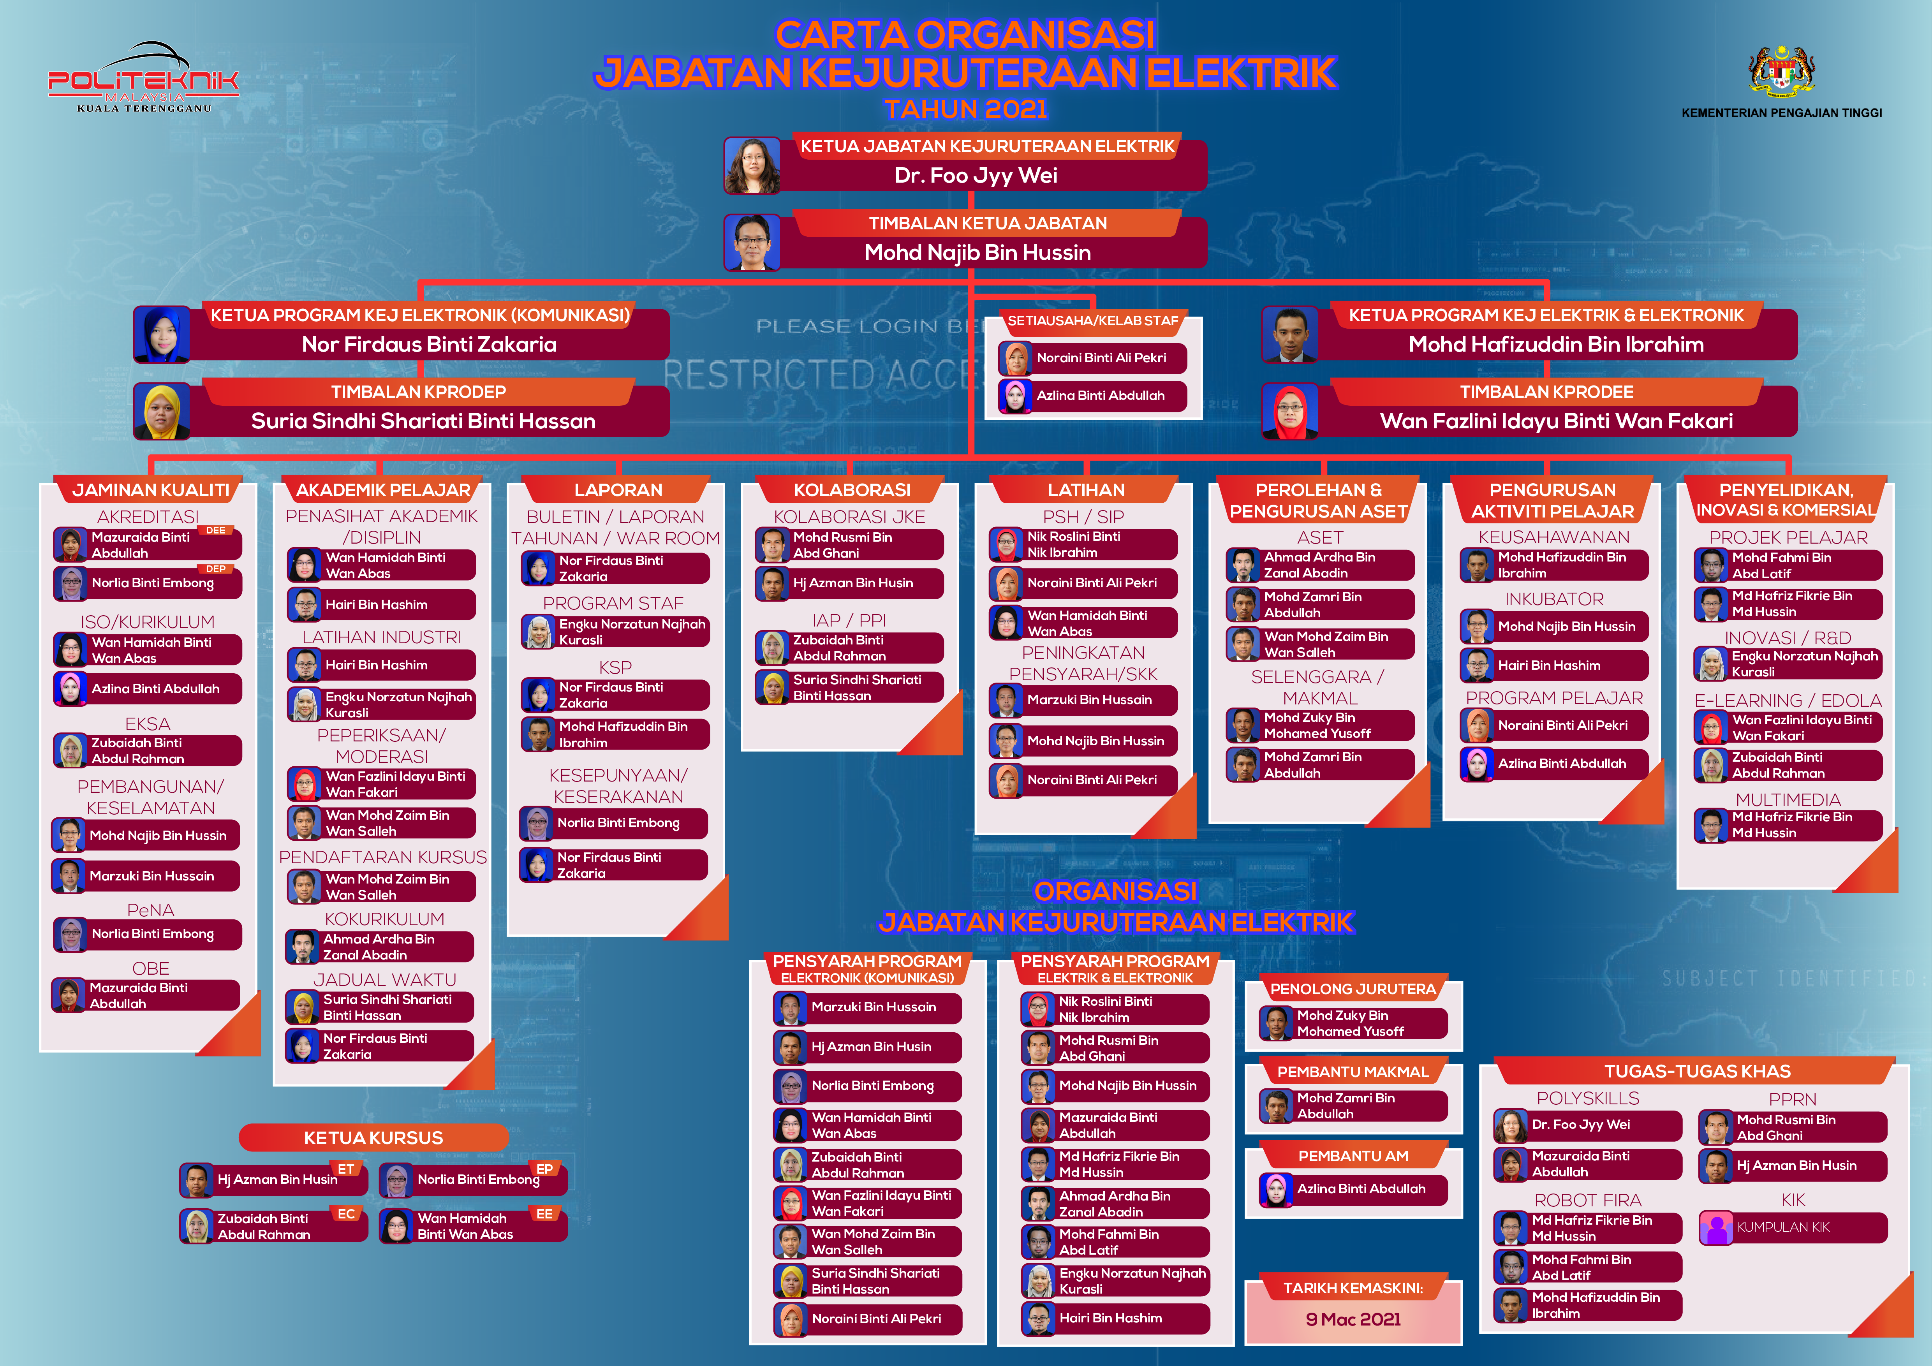 POLITEKNIK
MALAYSIA
KUALA TERENGGANU
CARTA ORGANISASI
JABATAN KEJURUTERAAN ELEKTRIK
TAHUN 2021
KEMENTERIAN PENGAJIAN TINGGI
KETUA JABATAN KEJURUTERAAN ELEKTRIK
Dr. Foo Jyy Wei
TIMBALAN KETUA JABATAN
Mohd Najib Bin Hussin
KETUA PROGRAM KEJ ELEKTRONIK (KOMUNIKASI)
Nor Firdaus Binti Zakaria
TIMBALAN KPRODEP
Suria Sindhi Shariati Binti Hassan
PLEASE LOGIN BE
RESTRICTED ACCE
SETIAUSAHA/KELAB STAF
Noraini Binti Ali Pekri
Azlina Binti Abdullah
KETUA PROGRAM KEJ ELEKTRIK & ELEKTRONIK
Mohd Hafizuddin Bin Ibrahim
TIMBALAN KPRODEE
Wan Fazlini Idayu Binti Wan Fakari
EUROPE
JAMINAN KUALITI
AKREDITASI
DEE
Mazuraida Binti
Abdullah
DEP
Norlia Binti Embong
ISO/KURIKULUM
Wan Hamidah Binti
Wan Abas
Azlina Binti Abdullah
EKSA
Zubaidah Binti
Abdul Rahman
PEMBANGUNAN/
KESELAMATAN
Mohd Najib Bin Hussin
Marzuki Bin Hussain
PeNA
Norlia Binti Embong
OBE
Mazuraida Binti
Abdullah
AKADEMIK PELAJAR
PENASIHAT AKADEMIK
/DISIPLIN
Wan Hamidah Binti
Wan Abas
Hairi Bin Hashim
LATIHAN INDUSTRI
Hairi Bin Hashim
Engku Norzatun Najhah
Kurasli
PEPERIKSAAN/
MODERASI
Wan Fazlini Idayu Binti
Wan Fakari
Wan Mohd Zaim Bin
Wan Salleh
PENDAFTARAN KURSUS
Wan Mohd Zaim Bin
Wan Salleh
KOKURIKULUM
Ahmad Ardha Bin
Zanal Abadin
JADUAL WAKTU
Suria Sindhi Shariati
Binti Hassan
Nor Firdaus Binti
Zakaria
LAPORAN
BULETIN / LAPORAN
TAHUNAN / WAR ROOM
Nor Firdaus Binti
Zakaria
PROGRAM STAF
Engku Norzatun Najhah
Kurasli
KSP
Nor Firdaus Binti
Zakaria
Mohd Hafizuddin Bin
Ibrahim
KESEPUNYAAN/
KESERAKANAN
Norlia Binti Embong
Nor Firdaus Binti
Zakaria
KOLABORASI
KOLABORASI JKE
Mohd Rusmi Bin
Abd Ghani
Hj Azman Bin Husin
IAP / PPI
Zubaidah Binti
Abdul Rahman
Suria Sindhi Shariati
Binti Hassan
LATIHAN
PSH / SIP
Nik Roslini Binti
Nik Ibrahim
Noraini Binti Ali Pekri
Wan Hamidah Binti
Wan Abas
PENINGKATAN
PENSYARAH/SKK
Marzuki Bin Hussain
Mohd Najib Bin Hussin
Noraini Binti Ali Pekri
PEROLEHAN &
PENGURUSAN ASET
ASET
Ahmad Ardha Bin
Zanal Abadin
Mohd Zamri Bin
Abdullah
Wan Mohd Zaim Bin
Wan Salleh
SELENGGARA /
MAKMAL
Mohd Zuky Bin
Mohamed Yusoff
Mohd Zamri Bin
Abdullah
PENGURUSAN
AKTIVITI PELAJAR
KEUSAHAWANAN
Mohd Hafizuddin Bin
Ibrahim
INKUBATOR
Mohd Najib Bin Hussin
Hairi Bin Hashim
PROGRAM PELAJAR
Noraini Binti Ali Pekri
Azlina Binti Abdullah
PENYELIDIKAN,
INOVASI & KOMERSIAL
PROJEK PELAJAR
Mohd Fahmi Bin
Abd Latif
Md Hafriz Fikrie Bin
Md Hussin
INOVASI / R&D
Engku Norzatun Najhah
Kurasli
E-LEARNING / EDOLA
Wan Fazlini Idayu Binti
Wan Fakari
Zubaidah Binti
Abdul Rahman
MULTIMEDIA
Md Hafriz Fikrie Bin
Md Hussin
SUBJECT IDENTIFIED
KETUA KURSUS
ET
Hj Azman Bin Husin
EP
Norlia Binti Embong
EC
Zubaidah Binti
Abdul Rahman
EE
Wan Hamidah
Binti Wan Abas
ORGANISASI
JABATAN KEJURUTERAAN ELEKTRIK
PENSYARAH PROGRAM
ELEKTRONIK (KOMUNIKASI)
Marzuki Bin Hussain
Hj Azman Bin Husin
Norlia Binti Embong
Wan Hamidah Binti
Wan Abas
Zubaidah Binti
Abdul Rahman
Wan Fazlini Idayu Binti
Wan Fakari
Wan Mohd Zaim Bin
Wan Salleh
Suria Sindhi Shariati
Binti Hassan
Noraini Binti Ali Pekri
PENSYARAH PROGRAM
ELEKTRIK & ELEKTRONIK
Nik Roslini Binti
Nik Ibrahim
Mohd Rusmi Bin
Abd Ghani
Mohd Najib Bin Hussin
Mazuraida Binti
Abdullah
Md Hafriz Fikrie Bin
Md Hussin
Ahmad Ardha Bin
Zanal Abadin
Mohd Fahmi Bin
Abd Latif
Engku Norzatun Najhah
Kurasli
Hairi Bin Hashim
PENOLONG JURUTERA
Mohd Zuky Bin
Mohamed Yusoff
PEMBANTU MAKMAL
Mohd Zamri Bin
Abdullah
PEMBANTU AM
Azlina Binti Abdullah
TARIKH KEMASKINI:
9 Mac 2021
TUGAS-TUGAS KHAS
POLYSKILLS
Dr. Foo Jyy Wei
Mazuraida Binti
Abdullah
ROBOT FIRA
Md Hafriz Fikrie Bin
Md Hussin
Mohd Fahmi Bin
Abd Latif
Mohd Hafizuddin Bin
Ibrahim
PPRN
Mohd Rusmi Bin
Abd Ghani
Hj Azman Bin Husin
KIK
KUMPULAN KIK